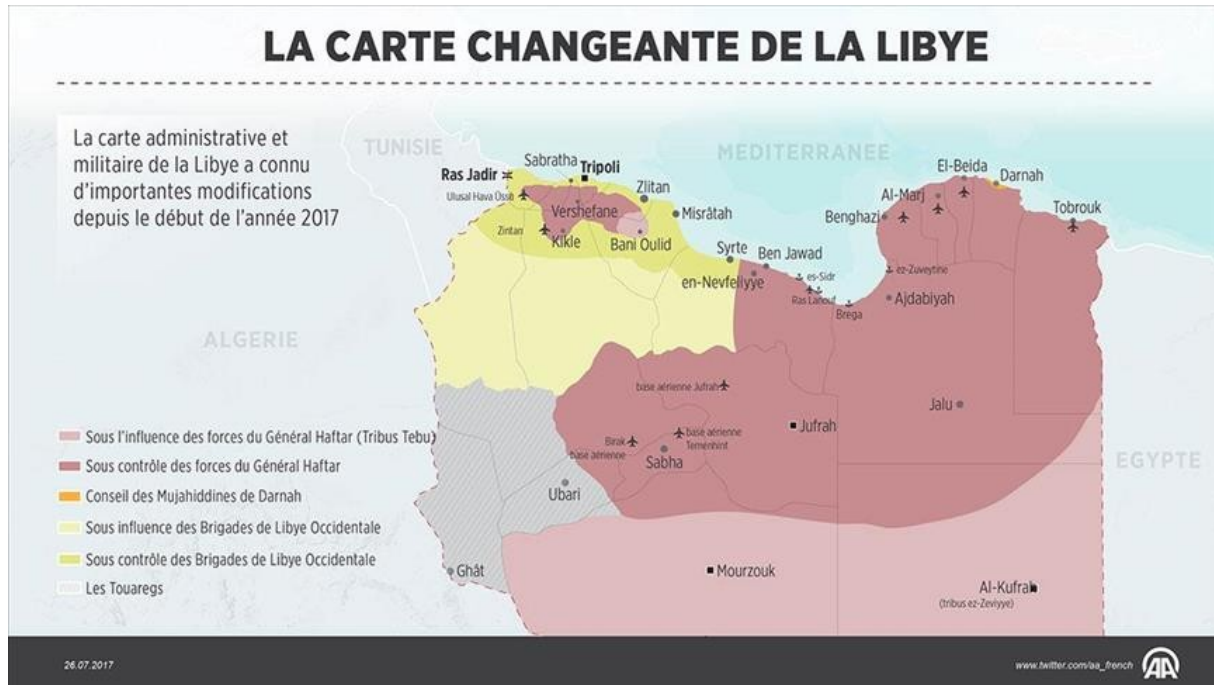 LA CARTE CHANGEANTE DE LA LIBYE
La carte administrative et
militaire de la Libye a connu
d'importantes modifications
depuis le début de l'année 2017
TUNISIE
MEDITERRANEE
ALGERIE
EGYPTE
Ras Jadir
Sabratha
Tripoli
Ulusal Hava Üssü
Vershefane
Zlitan
Misrâtah
Zintan
Kikle
Bani Oulid
Syrte
Ben Jawad
en-Nevfeliyye
es-Sidr
Ras Lanouf
Brega
El-Beida
Darnah
Al-Marj
Benghazi
Tobrouk
ez-Zuveytine
Ajdabiyah
base aérienne Jufrah
Jalu
Jufrah
Birak
base aérienne
base aérienne
Temenhint
Sabha
Ubari
Ghât
Mourzouk
Al-Kufrah
(tribus ez-Zeviyye)
Sous l'influence des forces du Général Haftar (Tribus Tebu)
Sous contrôle des forces du Général Haftar
Conseil des Mujahiddines de Darnah
Sous influence des Brigades de Libye Occidentale
Sous contrôle des Brigades de Libye Occidentale
Les Touaregs
26.07.2017
www.twitter.com/aa_french
AA